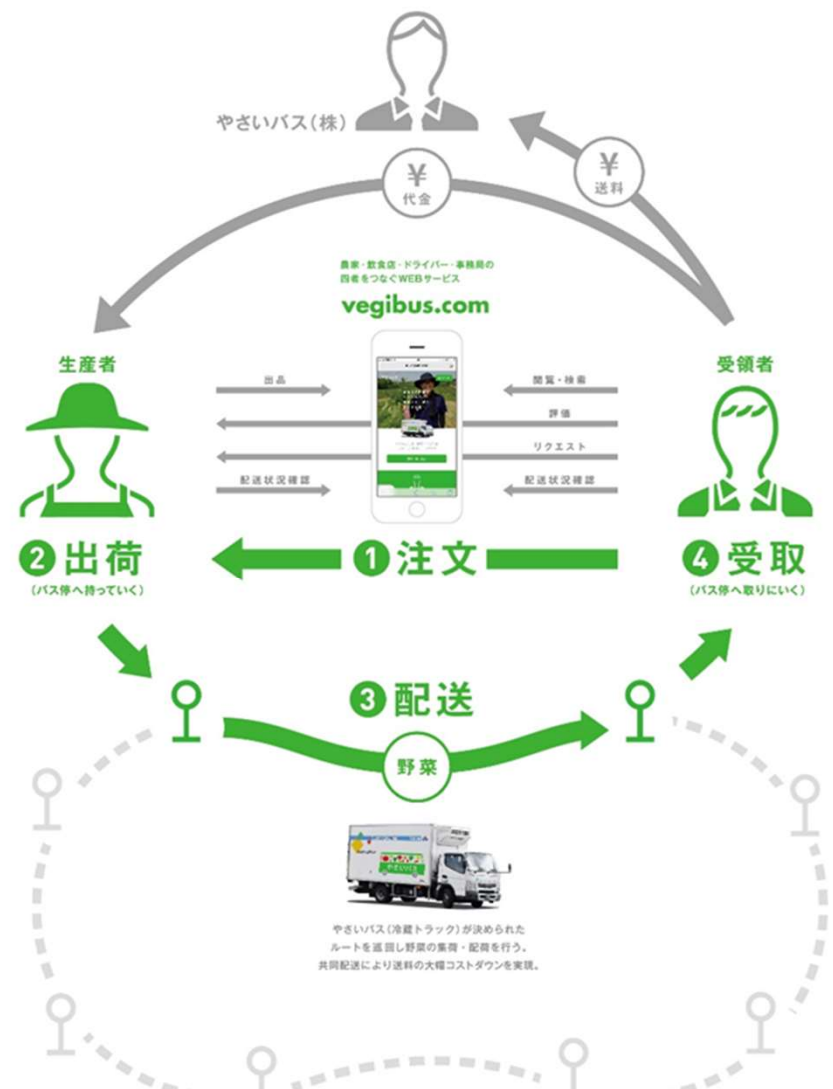 やさいバス(株)
¥
送料
¥
代金
農家・飲食店・ドライバー・事務局の
四者をつなぐWEBサービス
vegibus.com
生産者
受領者
出品
閲覧・検索
評価
リクエスト
配送状況確認
配送状況確認
2 出荷
(バス停へ持っていく)
1 注文
4 受取
(バス停へ取りにいく)
3 配送
野菜
やさいバス
やさいバス(冷蔵トラック)が決められた
ルートを巡回し野菜の集荷・配荷を行う。
共同配送により送料の大幅コストダウンを実現。